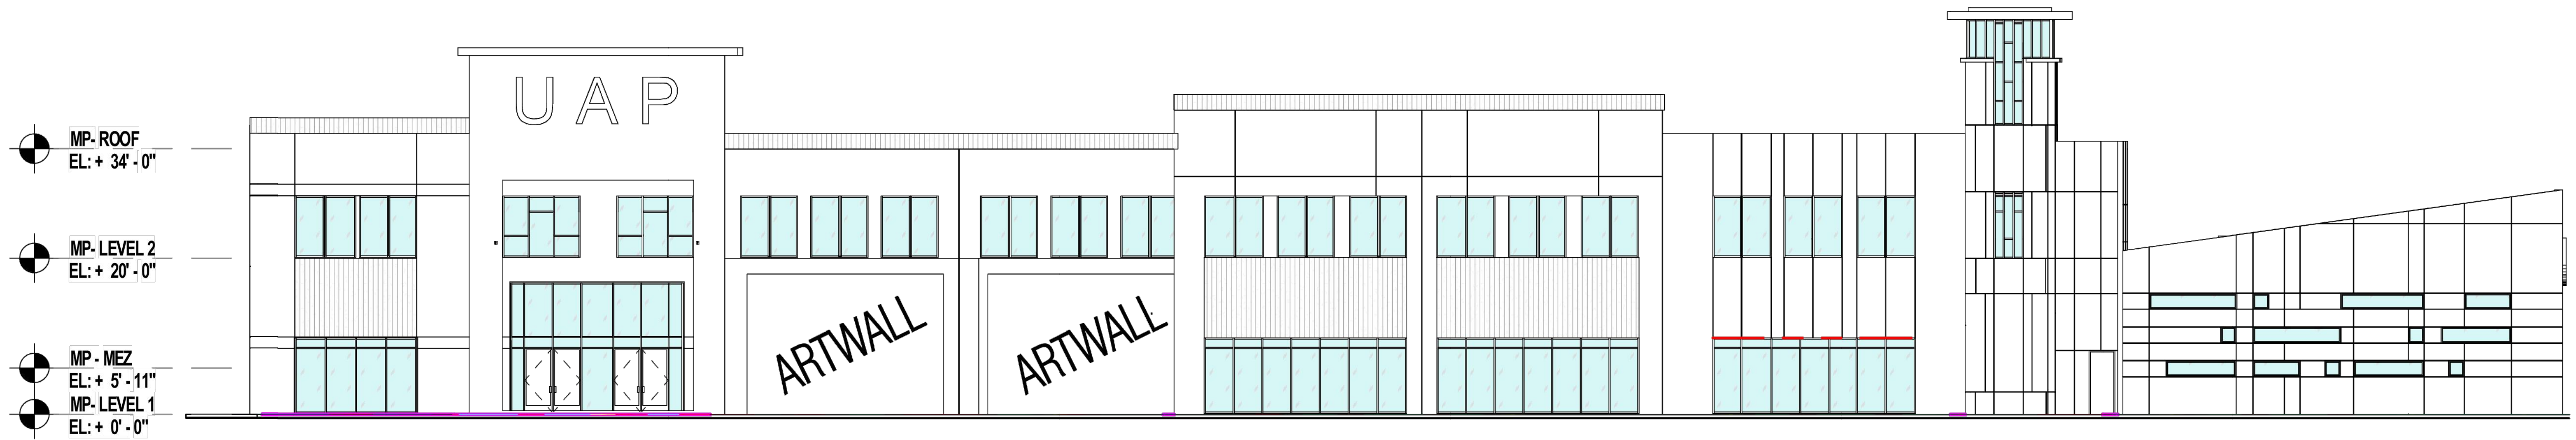 U A P
MP- ROOF
EL: + 34' - 0"
MP- LEVEL 2
EL: + 20' - 0"
ARTWALL
ARTWALL
MP - MEZ
EL: + 5' - 11"
MP- LEVEL 1
EL: + 0' - 0"